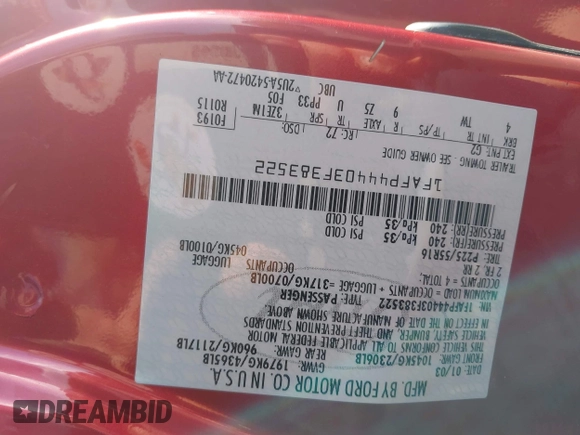 MFD. BY FORD MOTOR CO. IN U.S.A.
DATE: 01/03 GVWR: 1979KG/4365LB
FRONT GAWR: 1045KG/2306LB REAR GAWR: 960KG/2117LB
THIS VEHICLE CONFORMS TO ALL APPLICABLE FEDERAL
MOTOR VEHICLE SAFETY, BUMPER, AND THEFT PREVENTION STANDARDS
IN EFFECT ON THE DATE OF MANUFACTURE SHOWN ABOVE.
VIN: 1FAFP44403F383522 TYPE: PASSENGER
MAXIMUM LOAD = OCCUPANTS + LUGGAGE = 317KG/0700LB
OCCUPANTS: 4 = TOTAL OCCUPANTS LUGGAGE
2 FR, 2 RR 045KG/0100LB
TIRE: P225/55R16
PRESSURE(FR): 240 kPa/35 PSI COLD
PRESSURE(RR): 240 kPa/35 PSI COLD
1FAFP44403F383522
TRAILER TOWING: SEE OWNER GUIDE
EXT PNT: G2 RC: 72 DSO: F0193
BRK INT TR TP/PS R AXLE TR SPR 3ZE1N R0115
4 TW 9 Z5 U PP33 F05
UBC
▽2U5A-5420472-AA
DREAMBID